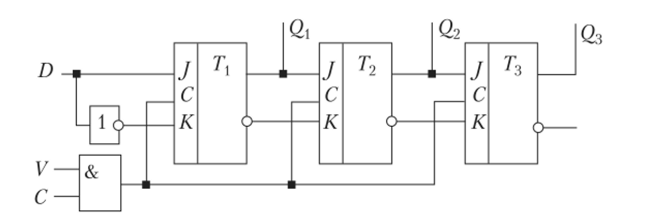 Q1 Q2 Q3
D J T1 J T2 J T3
C C C
1 K K K
V &
C